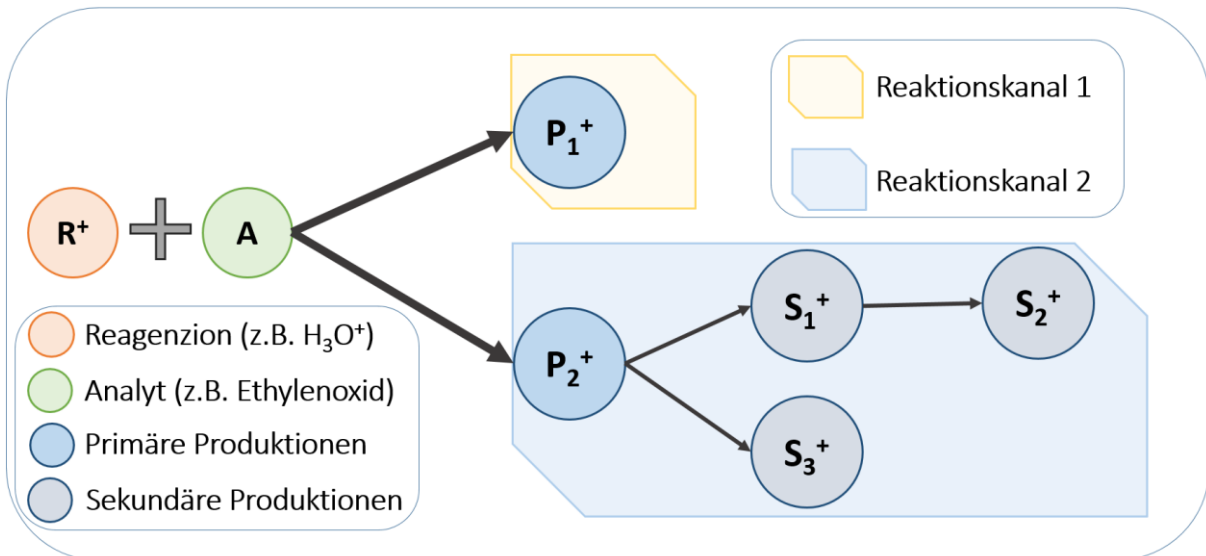 R⁺
A
P₁⁺
P₂⁺
S₁⁺
S₂⁺
S₃⁺
Reaktionskanal 1
Reaktionskanal 2
Reagenzion (z.B. H₃O⁺)
Analyt (z.B. Ethylenoxid)
Primäre Produktionen
Sekundäre Produktionen